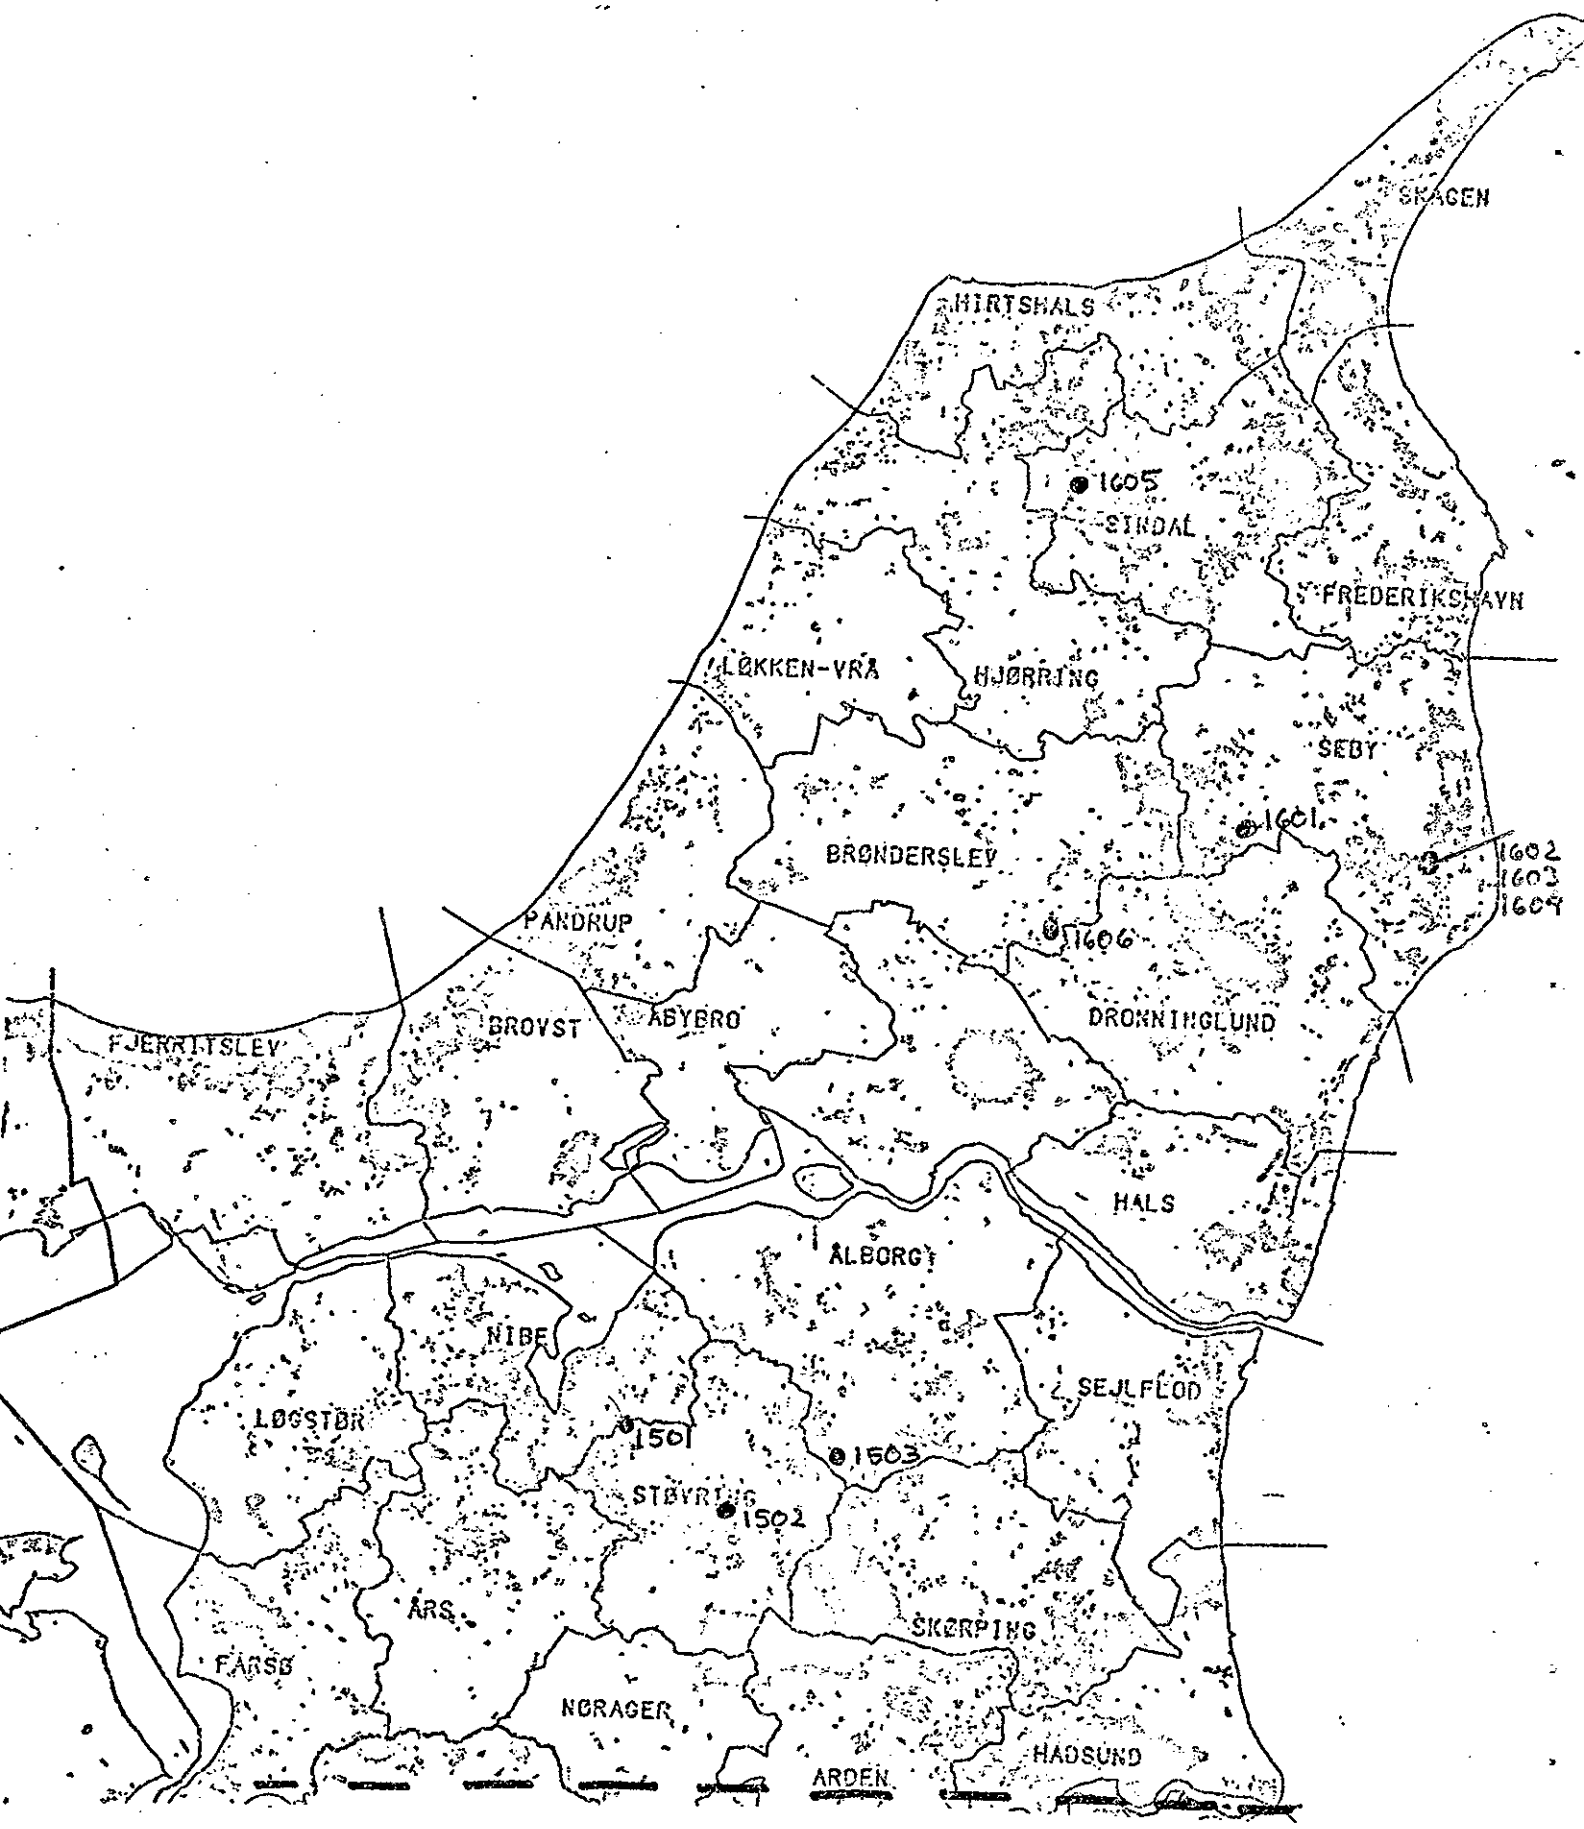 SKAGEN
HIRTSHALS
1605
SINDAL
FREDERIKSHAVN
LØKKEN-VRÅ
HJØRRING
SEBY
1601
BRØNDERSLEV
1602
1603
1604
PANDRUP
1606
BROVST
ÅBYBRO
DRONNINGLUND
FJERRITSLEV
HALS
ÅLBORG
NIBE
SEJLFLOD
LØGSTØR
1501
1503
STØVRING
1502
ÅRS
SKØRPING
FARSØ
NØRAGER
HADSUND
ARDEN